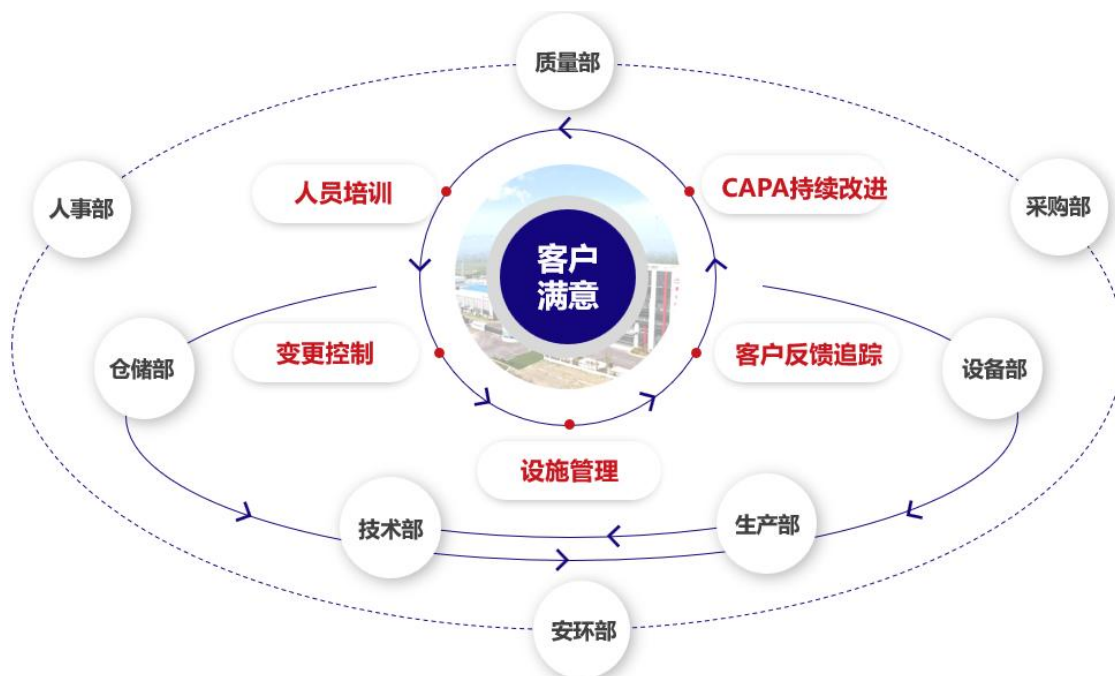 质量部
人事部
人员培训
CAPA持续改进
采购部
客户
满意
仓储部
变更控制
客户反馈追踪
设备部
设施管理
技术部
生产部
安环部